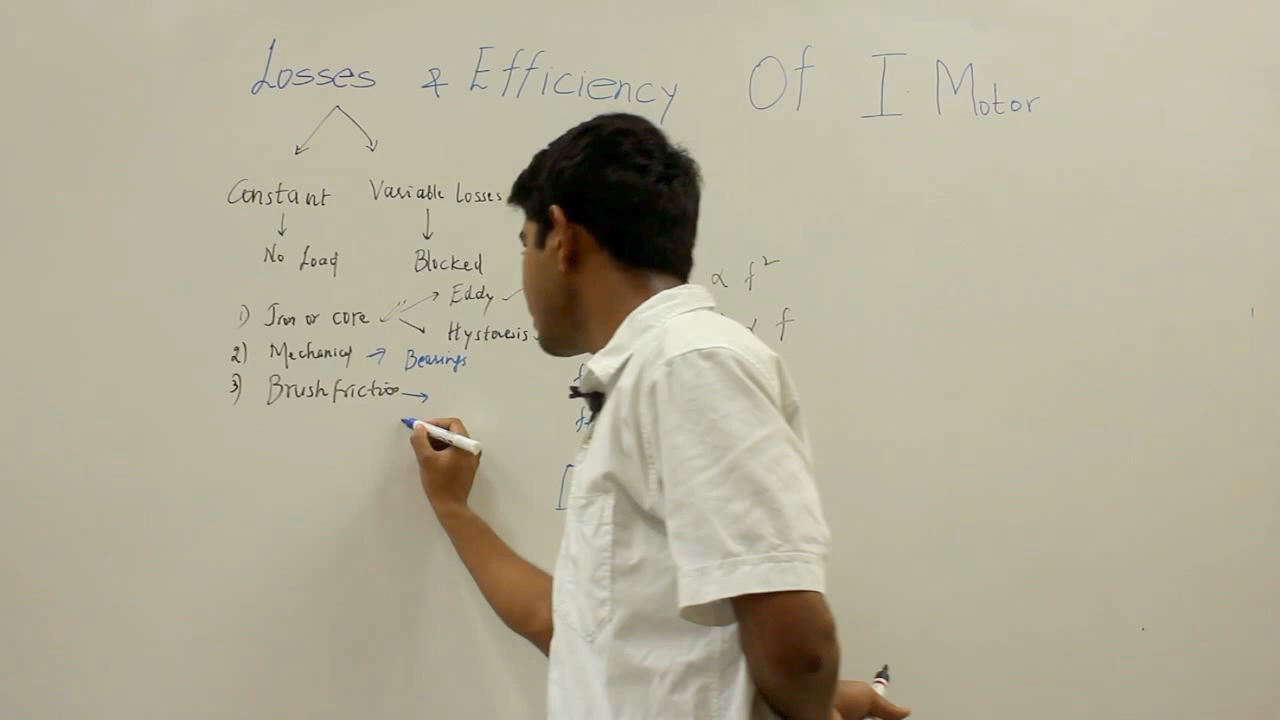 Losses & Efficiency Of I Motor
Constant Variable Losses
No Load Blocked
Eddy ∝ f²
1) Iron or core Hysteresis ∝ f
2) Mechanical → Bearings
3) Brush friction →